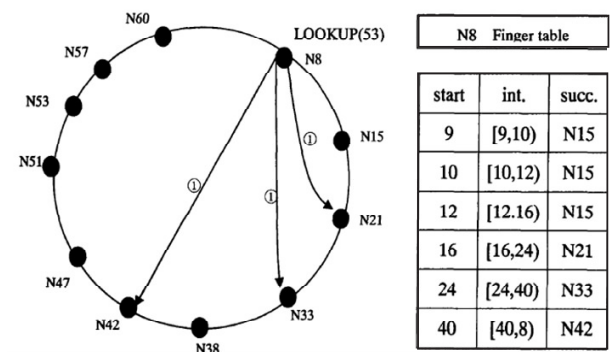 N60
LOOKUP(53)
N8
N57
N53
N15
N51
①
①
①
N21
N47
N42
N33
N38
N8 Finger table
start int. succ.
9 [9,10) N15
10 [10,12) N15
12 [12.16) N15
16 [16,24) N21
24 [24,40) N33
40 [40,8) N42